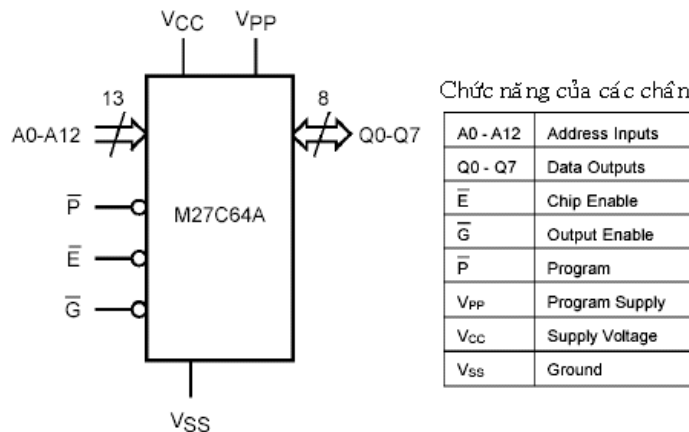 VCC VPP
13 8
A0-A12 Q0-Q7
P̅
M27C64A
E̅
G̅
VSS
Chức năng của các chân
A0 - A12 Address Inputs
Q0 - Q7 Data Outputs
E̅ Chip Enable
G̅ Output Enable
P̅ Program
VPP Program Supply
VCC Supply Voltage
VSS Ground